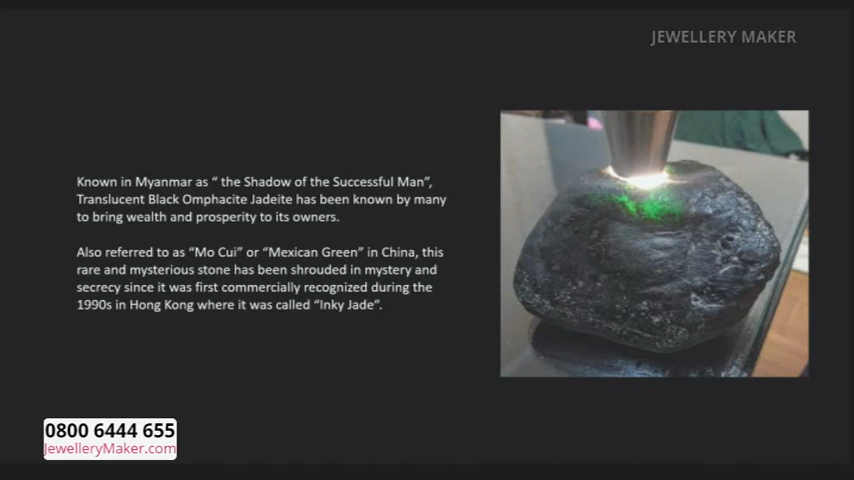 JEWELLERY MAKER
Known in Myanmar as “ the Shadow of the Successful Man”,
Translucent Black Omphacite Jadeite has been known by many
to bring wealth and prosperity to its owners.
Also referred to as “Mo Cui” or “Mexican Green” in China, this
rare and mysterious stone has been shrouded in mystery and
secrecy since it was first commercially recognized during the
1990s in Hong Kong where it was called “Inky Jade”.
0800 6444 655
JewelleryMaker.com